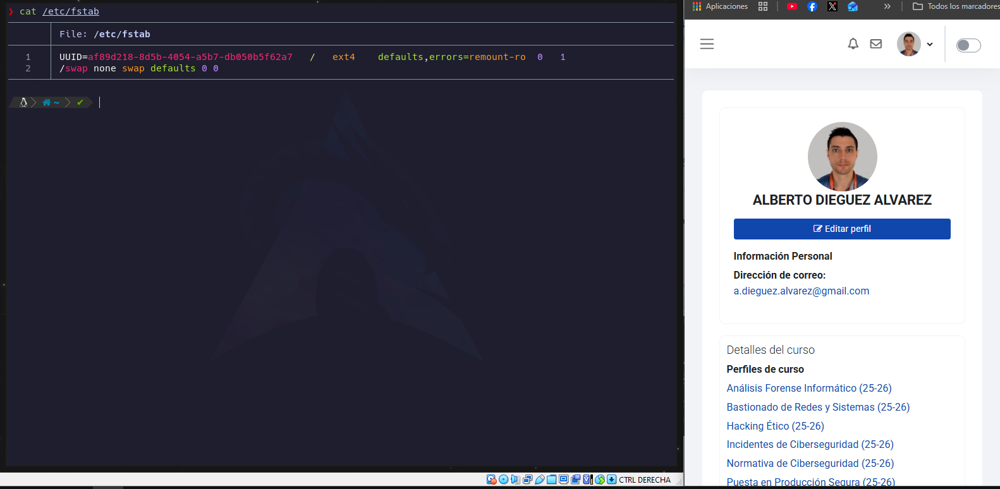 ❯ cat /etc/fstab
File: /etc/fstab
1 UUID=af89d218-8d5b-4054-a5b7-db050b5f62a7 / ext4 defaults,errors=remount-ro 0 1
2 /swap none swap defaults 0 0
~ ✔
CTRL DERECHA
Aplicaciones
Todos los marcadores
ALBERTO DIEGUEZ ALVAREZ
Editar perfil
Información Personal
Dirección de correo:
a.dieguez.alvarez@gmail.com
Detalles del curso
Perfiles de curso
Análisis Forense Informático (25-26)
Bastionado de Redes y Sistemas (25-26)
Hacking Ético (25-26)
Incidentes de Ciberseguridad (25-26)
Normativa de Ciberseguridad (25-26)
Puesta en Producción Segura (25-26)